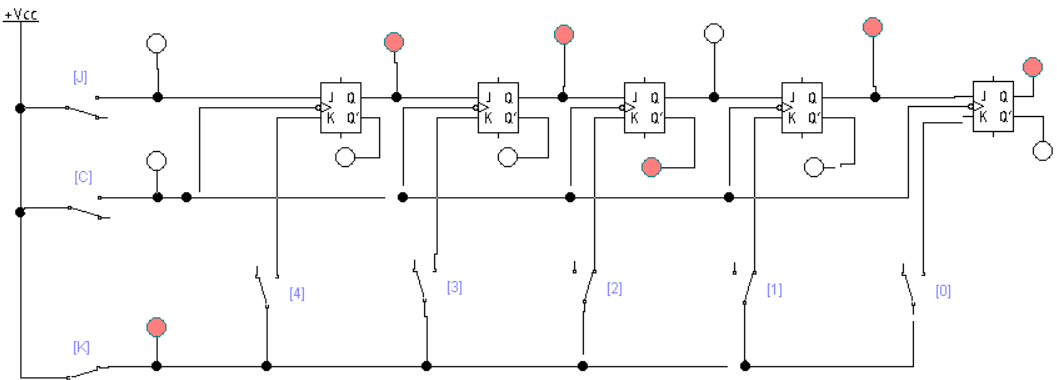 +Vcc
[J]
J Q
K Q'
J Q
K Q'
J Q
K Q'
J Q
K Q'
J Q
K Q'
[C]
[4]
[3]
[2]
[1]
[0]
[K]